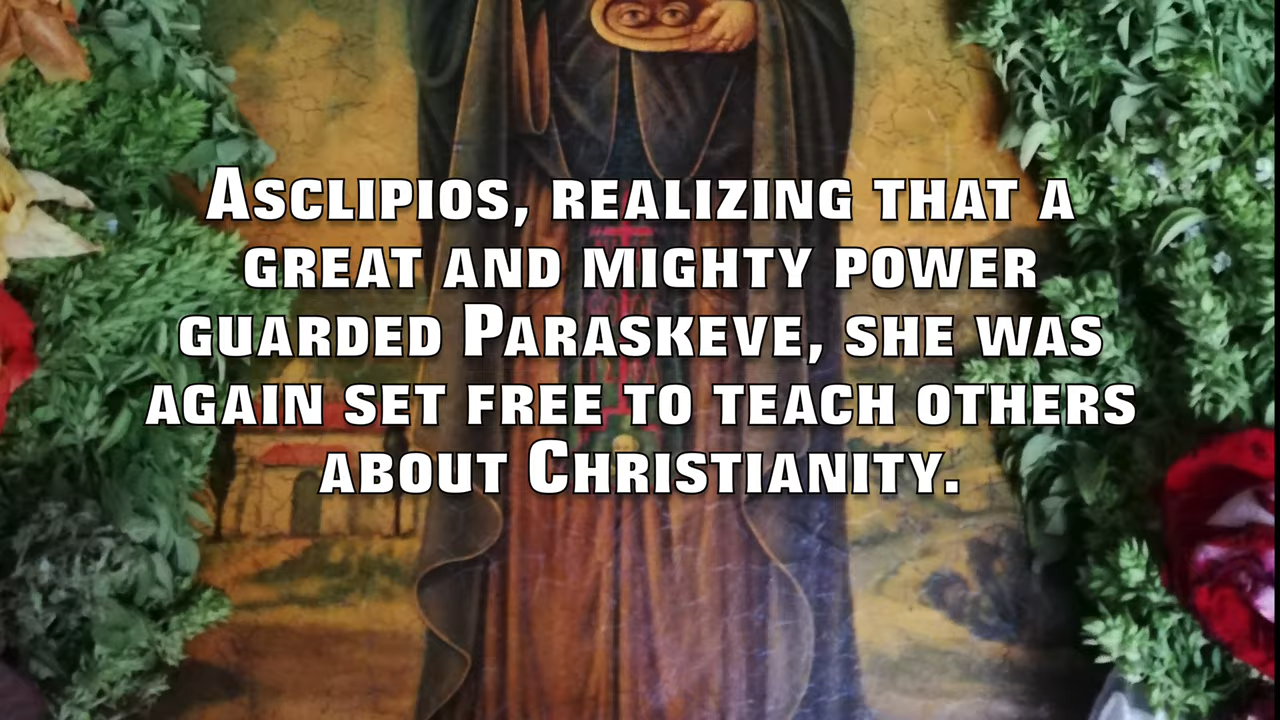 Asclipios, realizing that a
great and mighty power
guarded Paraskeve, she was
again set free to teach others
about Christianity.